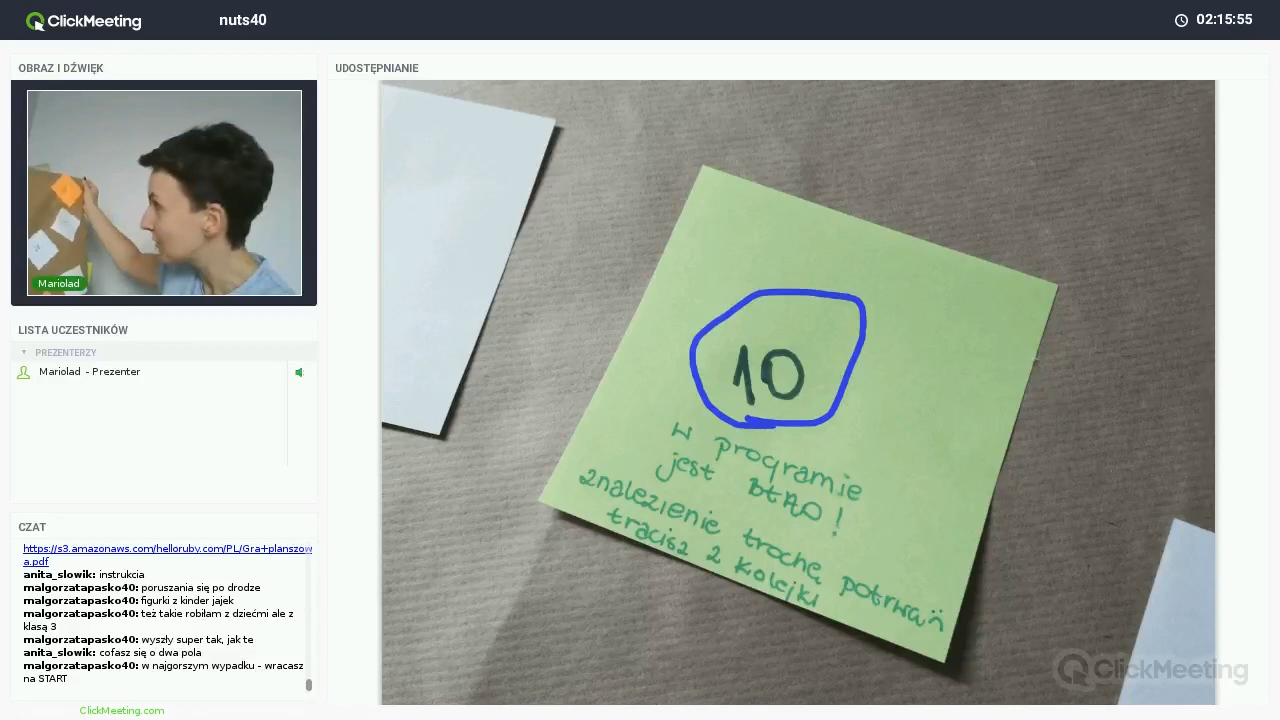 ClickMeeting
nuts40
02:15:55
OBRAZ I DŹWIĘK
Mariolad
LISTA UCZESTNIKÓW
PREZENTERZY
Mariolad - Prezenter
CZAT
https://s3.amazonaws.com/helloruby.com/PL/Gra+planszow
a.pdf
anita_slowik: instrukcja
malgorzatapasko40: poruszania się po drodze
malgorzatapasko40: figurki z kinder jajek
malgorzatapasko40: też takie robiłam z dziećmi ale z
klasą 3
malgorzatapasko40: wyszły super tak, jak te
anita_slowik: cofasz się o dwa pola
malgorzatapasko40: w najgorszym wypadku - wracasz
na START
ClickMeeting.com
UDOSTĘPNIANIE
10
w programie
jest BŁĄD!
znalezienie trochę potrwa
tracisz 2 kolejki
ClickMeeting